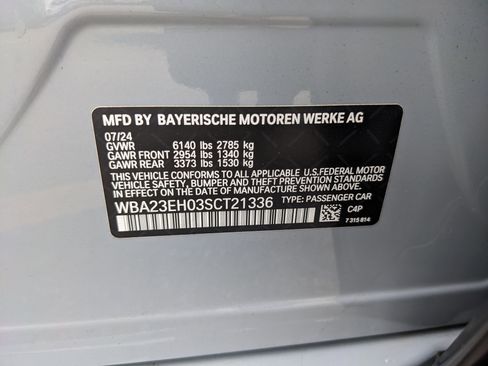 MFD BY BAYERISCHE MOTOREN WERKE AG
07/24
GVWR 6140 lbs 2785 kg
GAWR FRONT 2954 lbs 1340 kg
GAWR REAR 3373 lbs 1530 kg
THIS VEHICLE CONFORMS TO ALL APPLICABLE U.S.FEDERAL MOTOR
VEHICLE SAFETY, BUMPER AND THEFT PREVENTION STANDARDS
IN EFFECT ON THE DATE OF MANUFACTURE SHOWN ABOVE.
WBA23EH03SCT21336 TYPE: PASSENGER CAR
C4P
7 315 814